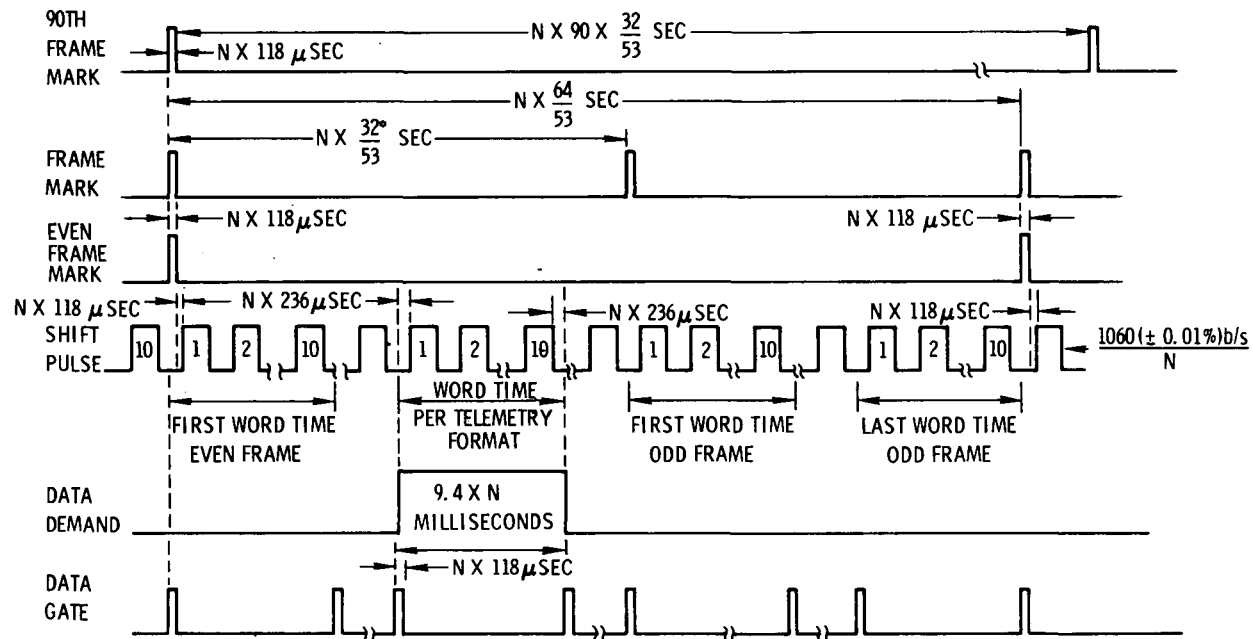 90TH
FRAME
MARK
N X 90 X 32/53 SEC
N X 118 μSEC
N X 64/53 SEC
N X 32°/53 SEC
FRAME
MARK
N X 118 μSEC
N X 118 μSEC
EVEN
FRAME
MARK
N X 118 μSEC
N X 236 μSEC
N X 236 μSEC
N X 118 μSEC
SHIFT
PULSE
10 1 2 10 1 2 10 1 2 10 1 2 10
1060 (± 0.01%) b/s
N
FIRST WORD TIME
EVEN FRAME
WORD TIME
PER TELEMETRY
FORMAT
FIRST WORD TIME
ODD FRAME
LAST WORD TIME
ODD FRAME
DATA
DEMAND
9.4 X N
MILLISECONDS
N X 118 μSEC
DATA
GATE